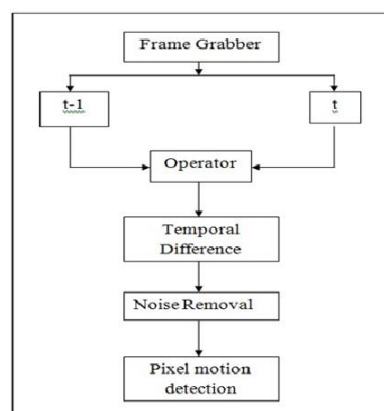 Frame Grabber
t-1
t
Operator
Temporal
Difference
Noise Removal
Pixel motion
detection